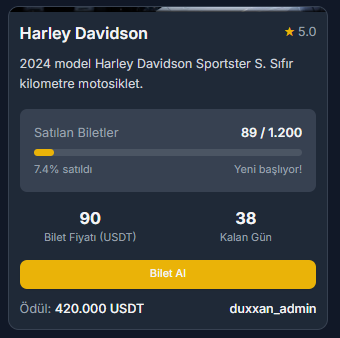 Harley Davidson
★ 5.0
2024 model Harley Davidson Sportster S. Sıfır
kilometre motosiklet.
Satılan Biletler
89 / 1.200
7.4% satıldı
Yeni başlıyor!
90
Bilet Fiyatı (USDT)
38
Kalan Gün
Bilet Al
Ödül: 420.000 USDT
duxxan_admin